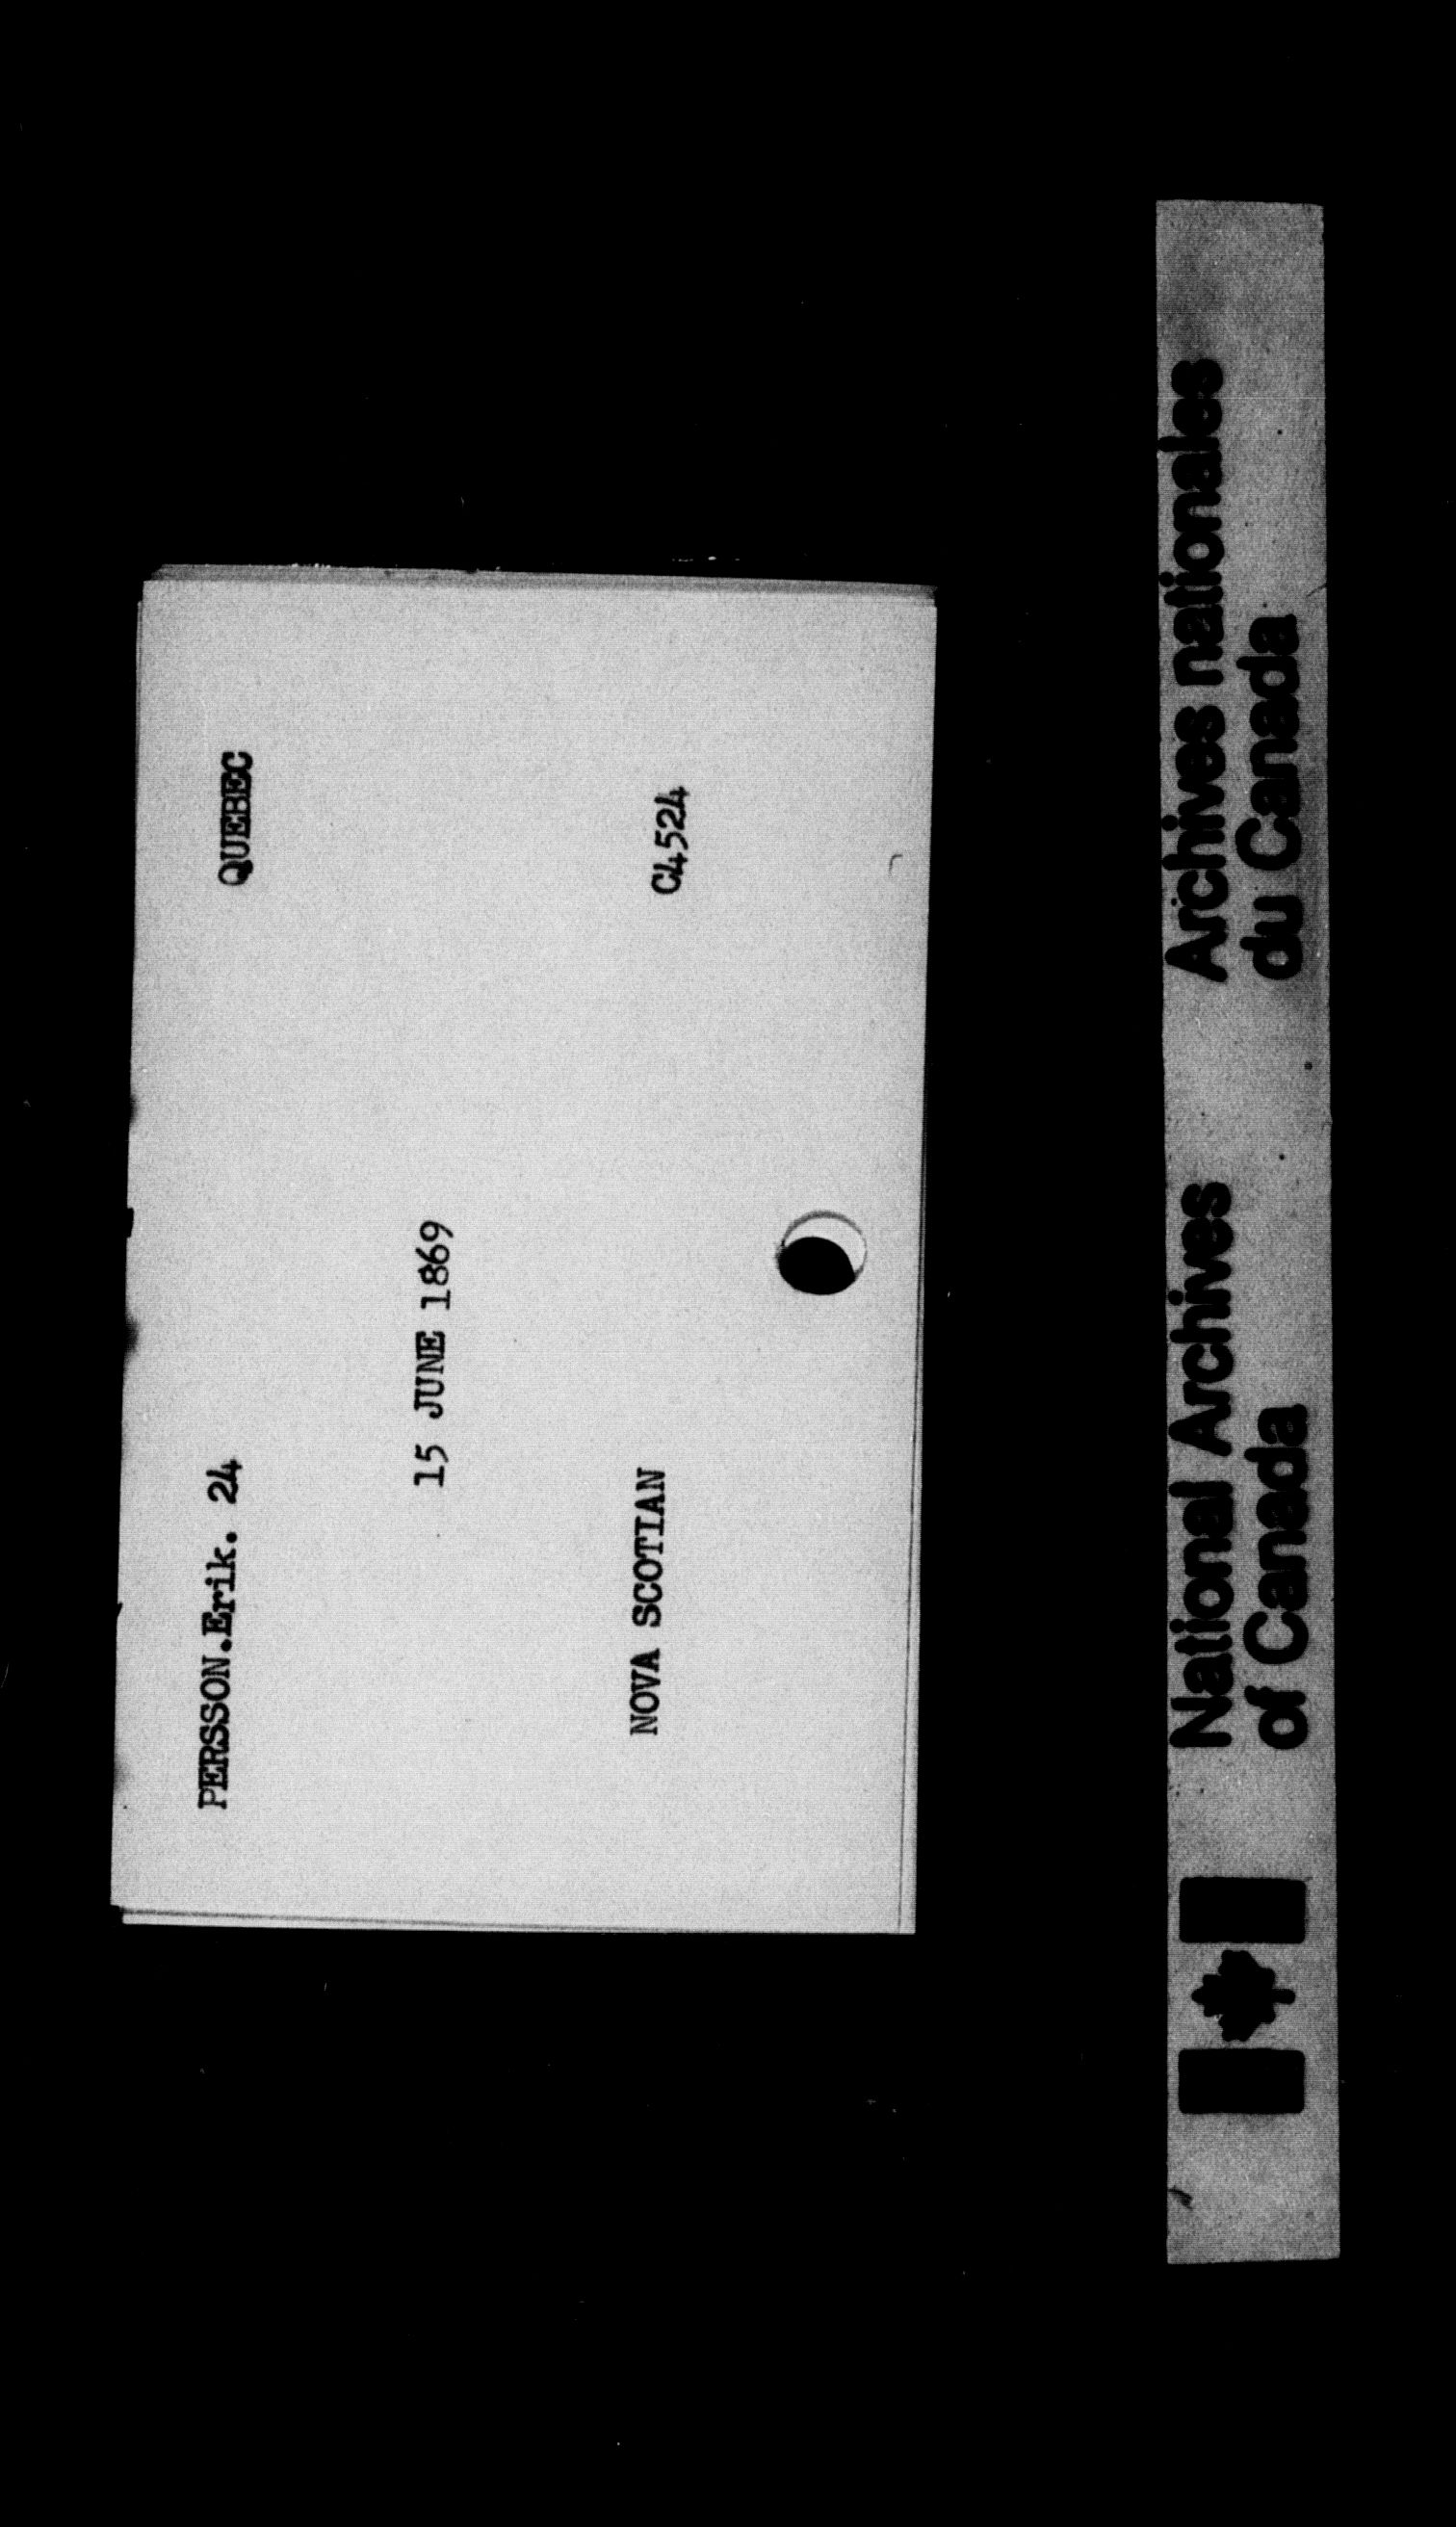 PERSSON.Erik. 24 QUEBEC
15 JUNE 1869
NOVA SCOTIAN C4524
National Archives Archives nationales
of Canada du Canada